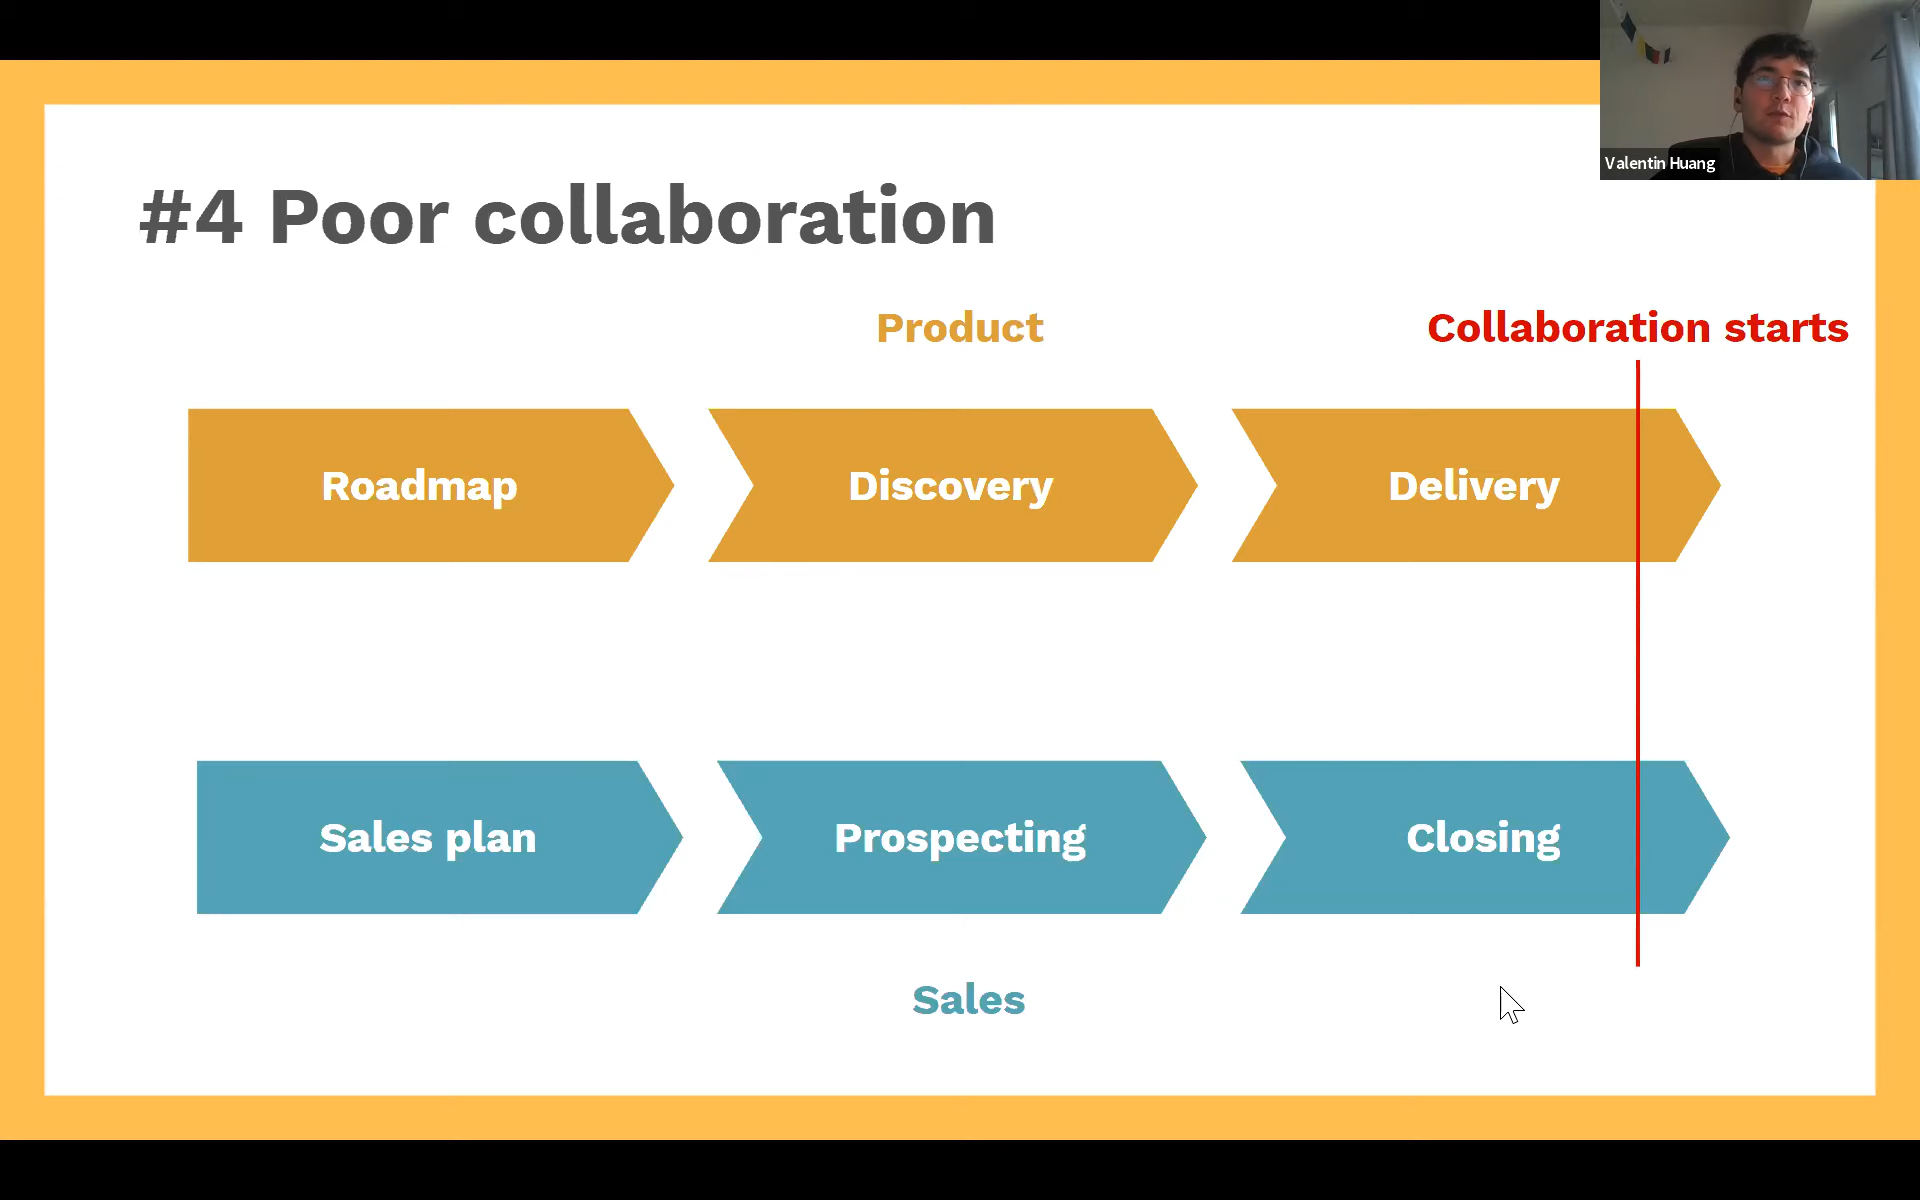 Valentin Huang
#4 Poor collaboration
Product
Collaboration starts
Roadmap
Discovery
Delivery
Sales plan
Prospecting
Closing
Sales